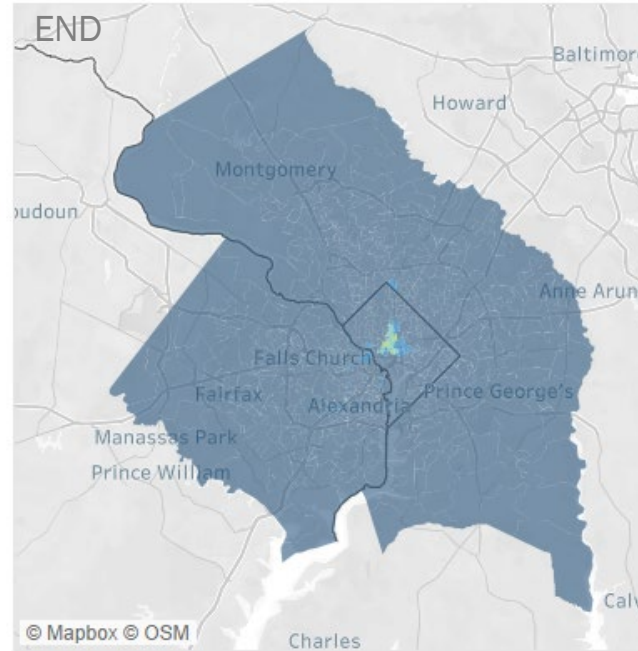 END
Baltimore
Howard
Montgomery
oudoun
Anne Arun
Falls Church
Fairfax
Prince George's
Alexandria
Manassas Park
Prince William
Calv
© Mapbox © OSM
Charles